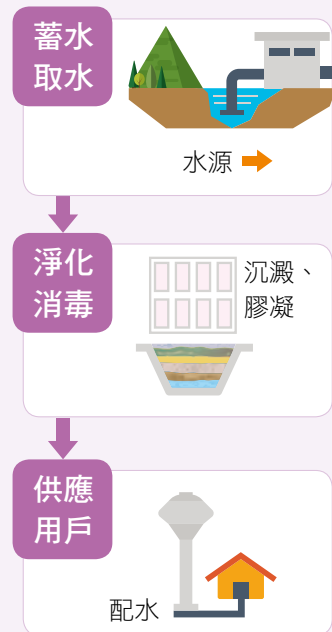 蓄水
取水
水源
淨化
消毒
沉澱、
膠凝
供應
用戶
配水